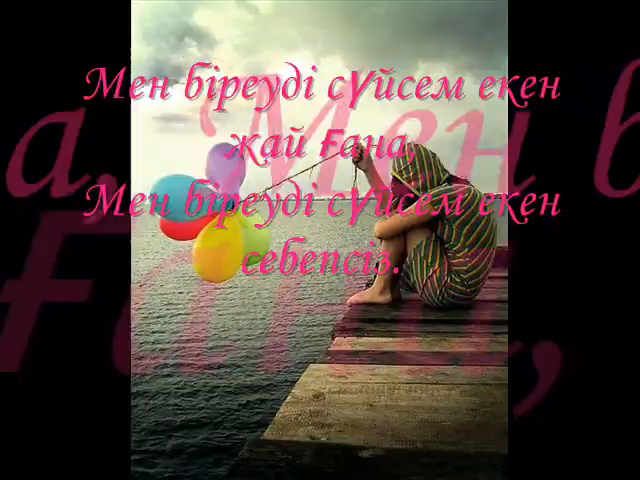 Мен біреуді сүйсем екен
жай ғана,
Мен біреуді сүйсем екен
себепсіз.